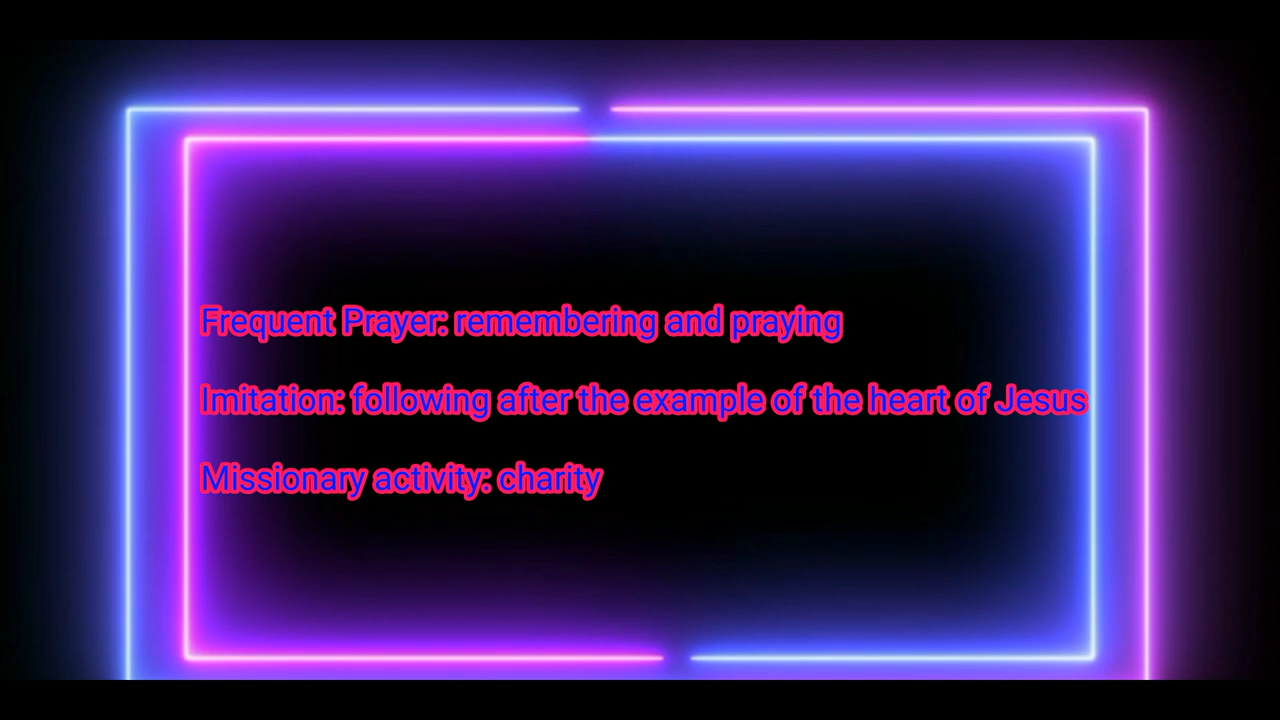 Frequent Prayer: remembering and praying
Imitation: following after the example of the heart of Jesus
Missionary activity: charity